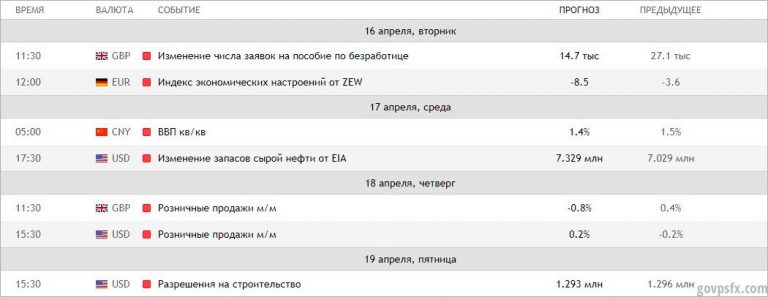 ВРЕМЯ ВАЛЮТА СОБЫТИЕ ПРОГНОЗ ПРЕДЫДУЩЕЕ
16 апреля, вторник
11:30 GBP Изменение числа заявок на пособие по безработице 14.7 тыс 27.1 тыс
12:00 EUR Индекс экономических настроений от ZEW -8.5 -3.6
17 апреля, среда
05:00 CNY ВВП кв/кв 1.4% 1.5%
17:30 USD Изменение запасов сырой нефти от EIA 7.329 млн 7.029 млн
18 апреля, четверг
11:30 GBP Розничные продажи м/м -0.8% 0.4%
15:30 USD Розничные продажи м/м 0.2% -0.2%
19 апреля, пятница
15:30 USD Разрешения на строительство 1.293 млн 1.296 млн
govpsfx.com